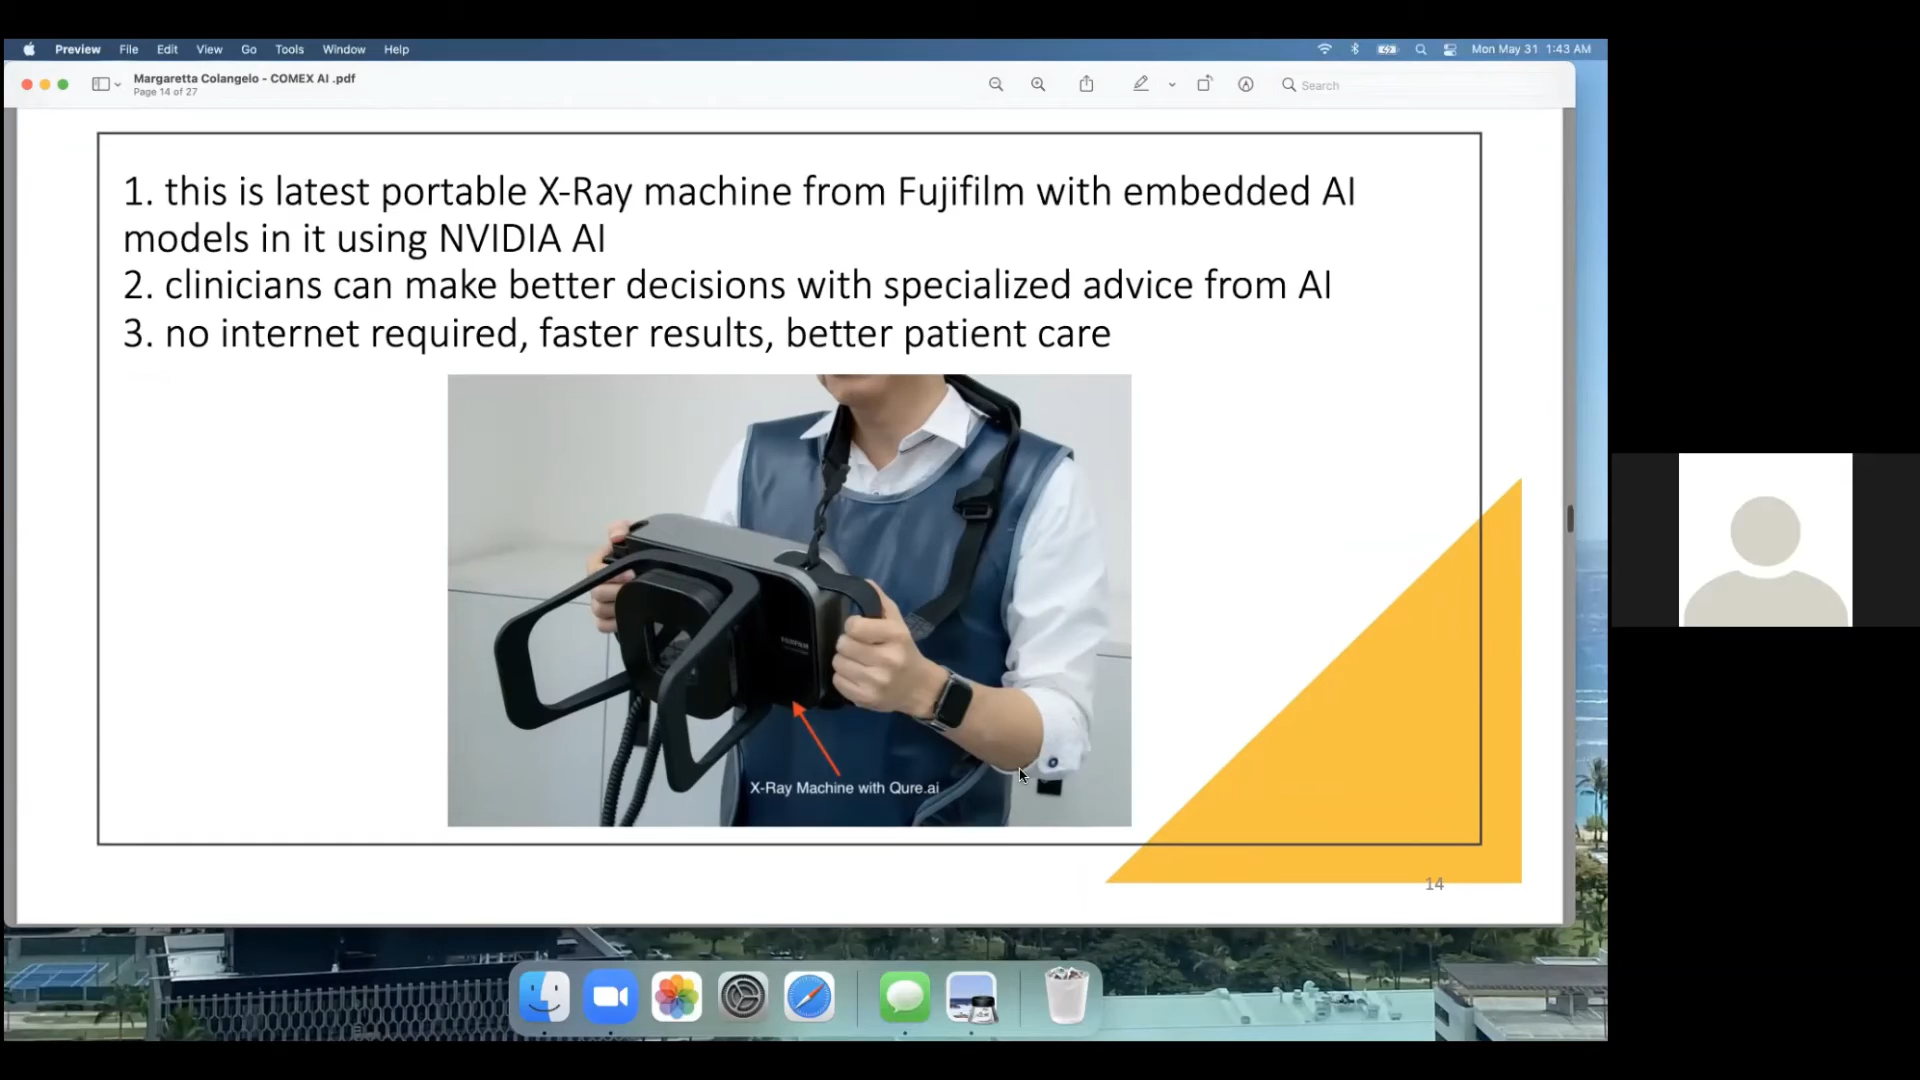 Preview File Edit View Go Tools Window Help
Mon May 31 1:43 AM
Margaretta Colangelo - COMEX AI .pdf
Page 14 of 27
Search
1. this is latest portable X-Ray machine from Fujifilm with embedded AI
models in it using NVIDIA AI
2. clinicians can make better decisions with specialized advice from AI
3. no internet required, faster results, better patient care
FUJIFILM
X-Ray Machine with Qure.ai
14